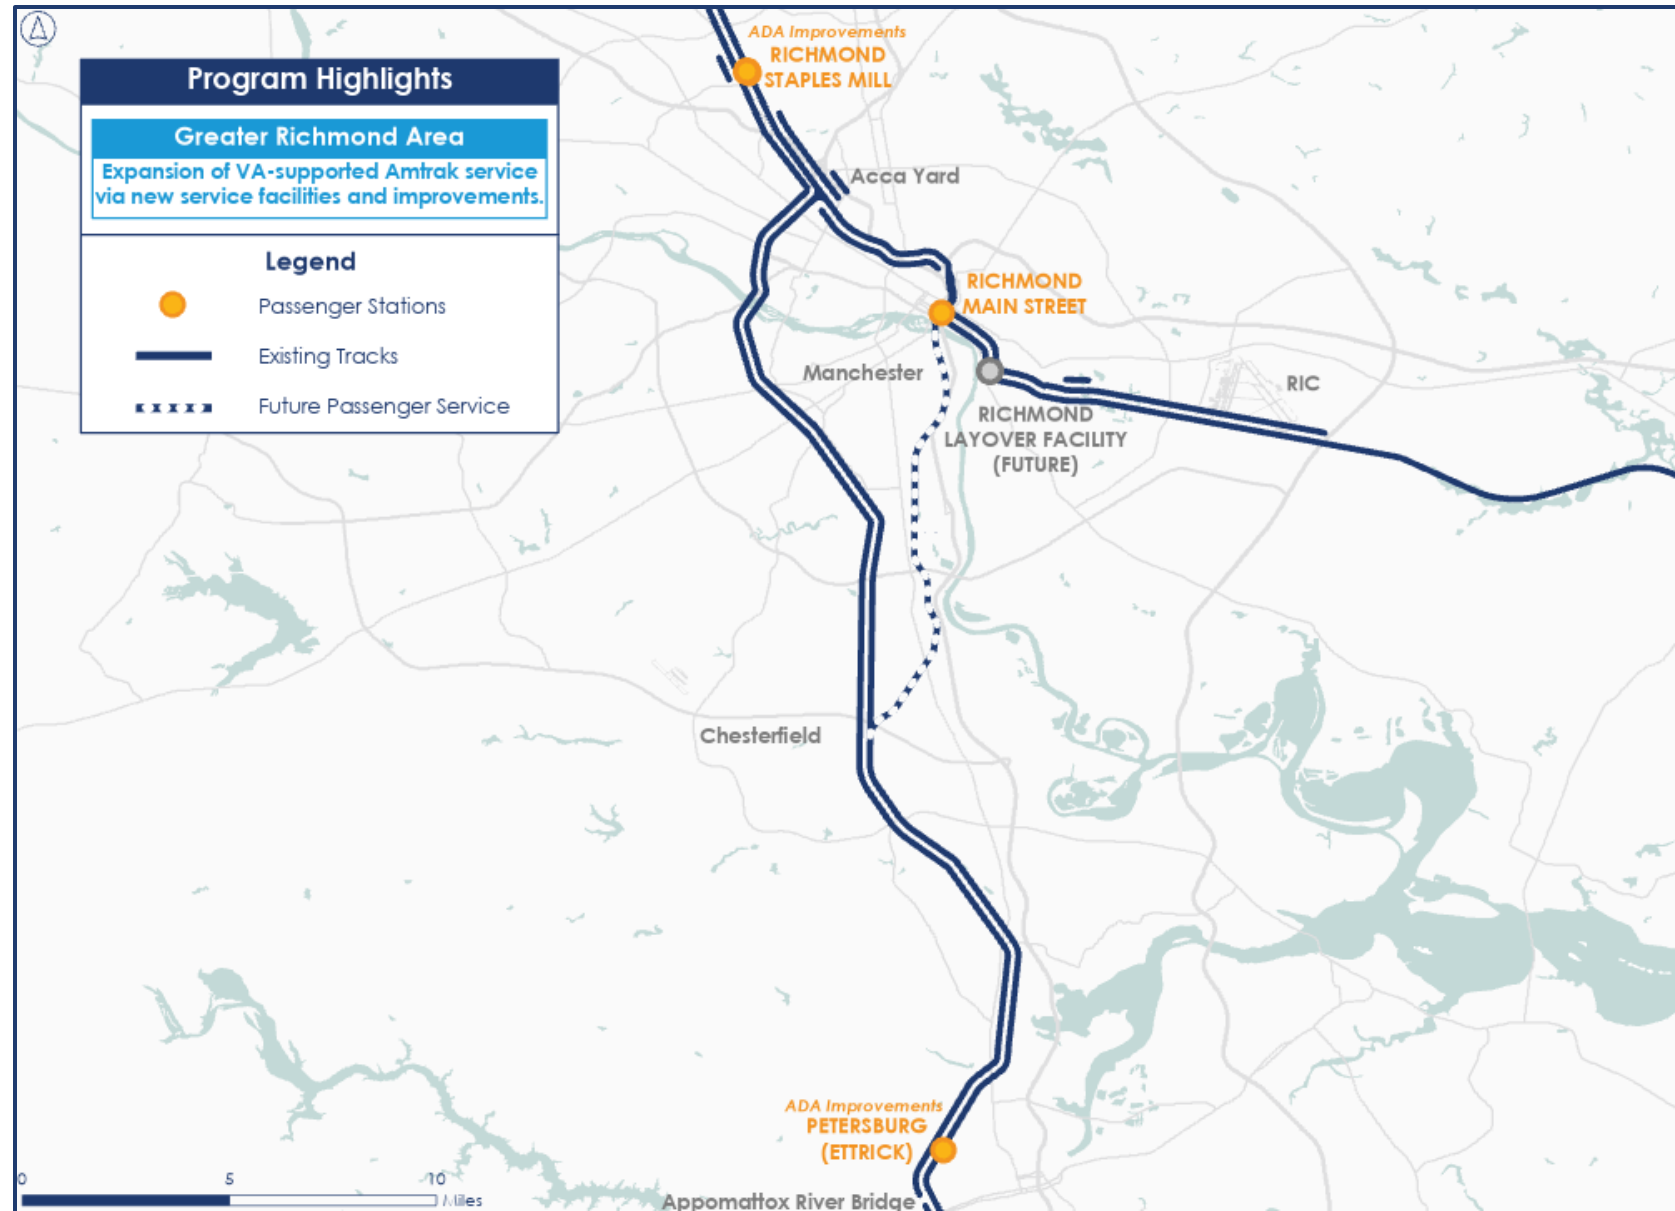 Program Highlights
Greater Richmond Area
Expansion of VA-supported Amtrak service
via new service facilities and improvements.
Legend
Passenger Stations
Existing Tracks
Future Passenger Service
ADA Improvements
RICHMOND
STAPLES MILL
Acca Yard
RICHMOND
MAIN STREET
Manchester
RIC
RICHMOND
LAYOVER FACILITY
(FUTURE)
Chesterfield
ADA Improvements
PETERSBURG
(ETTRICK)
Appomattox River Bridge
0 5 10
Miles